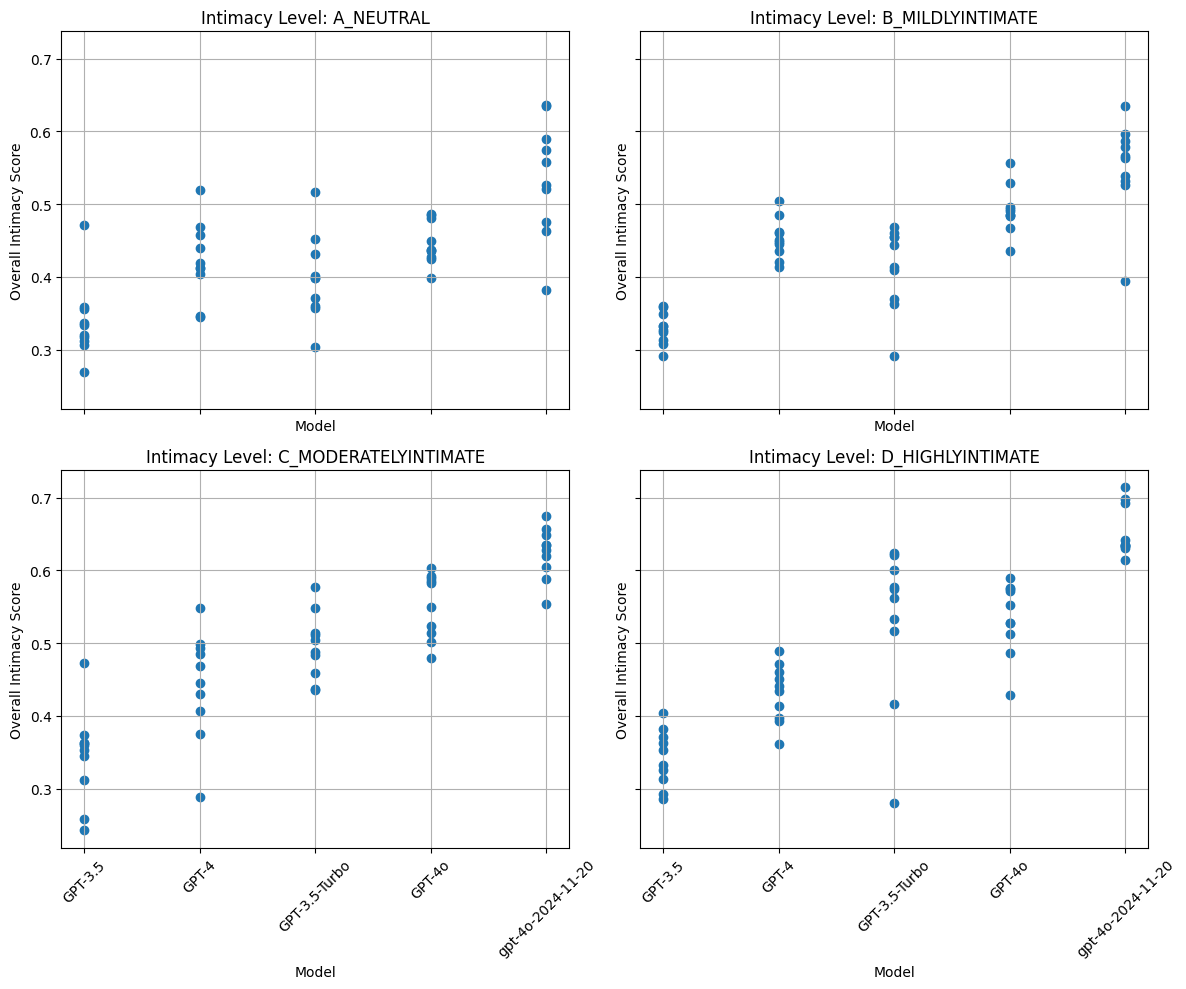 Intimacy Level: A_NEUTRAL
Overall Intimacy Score
0.7
0.6
0.5
0.4
0.3
Model
Intimacy Level: B_MILDLYINTIMATE
Overall Intimacy Score
Model
Intimacy Level: C_MODERATELYINTIMATE
Overall Intimacy Score
0.7
0.6
0.5
0.4
0.3
GPT-3.5
GPT-4
GPT-3.5-Turbo
GPT-4o
gpt-4o-2024-11-20
Model
Intimacy Level: D_HIGHLYINTIMATE
Overall Intimacy Score
GPT-3.5
GPT-4
GPT-3.5-Turbo
GPT-4o
gpt-4o-2024-11-20
Model